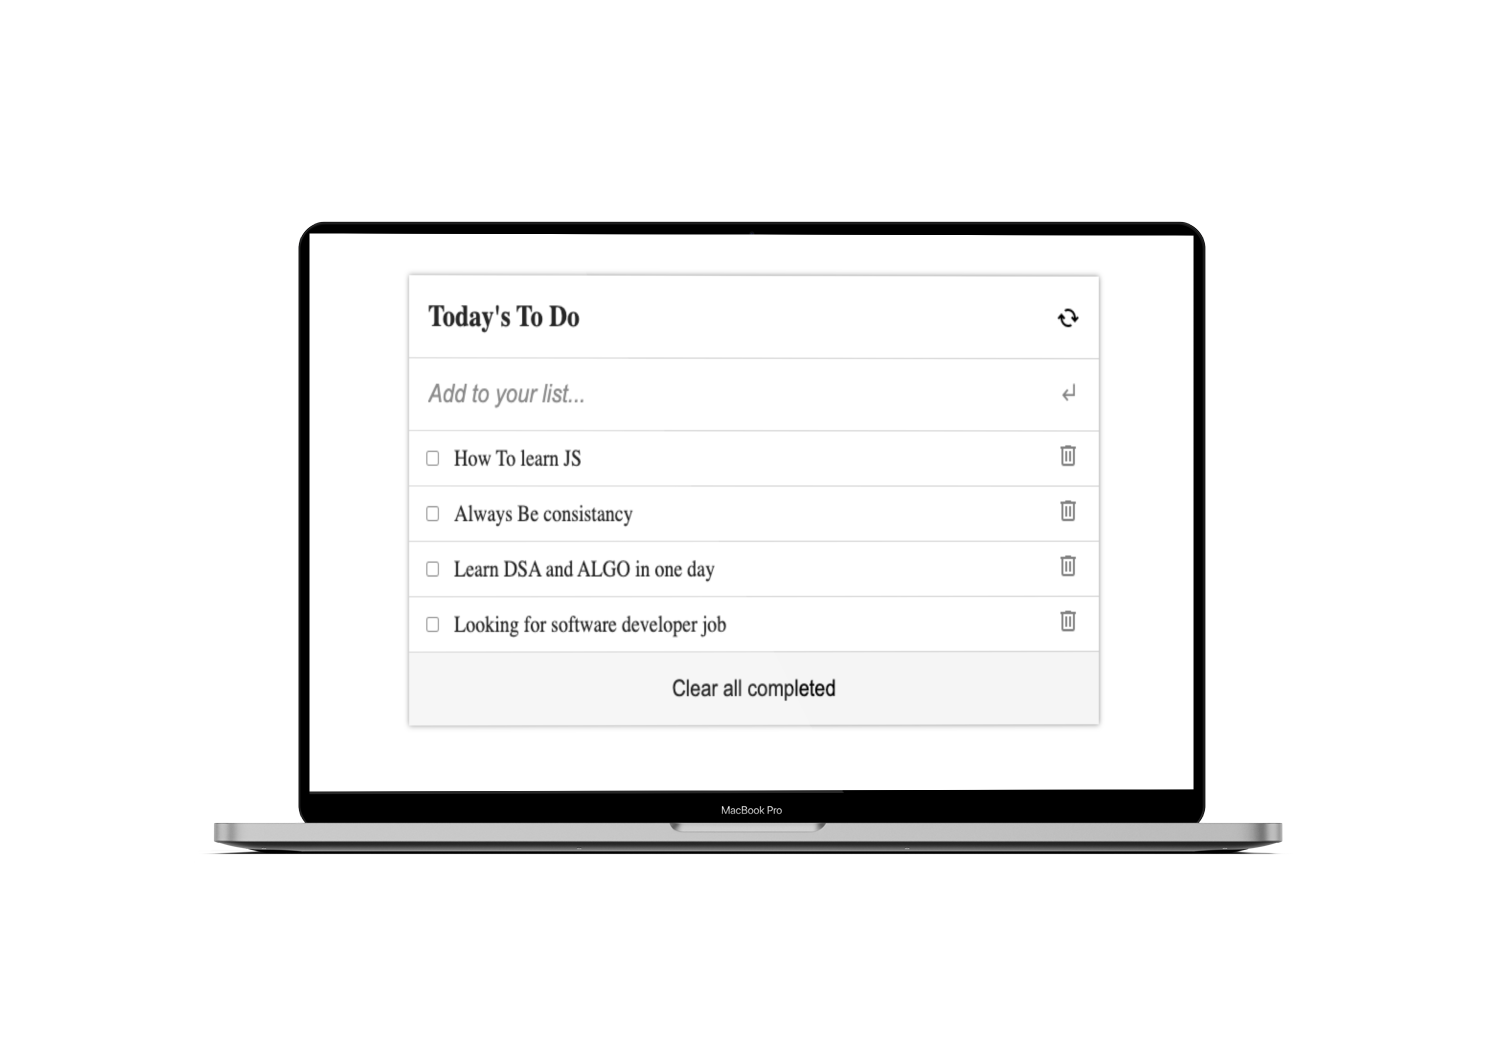 Today's To Do
Add to your list...
How To learn JS
Always Be consistancy
Learn DSA and ALGO in one day
Looking for software developer job
Clear all completed
MacBook Pro